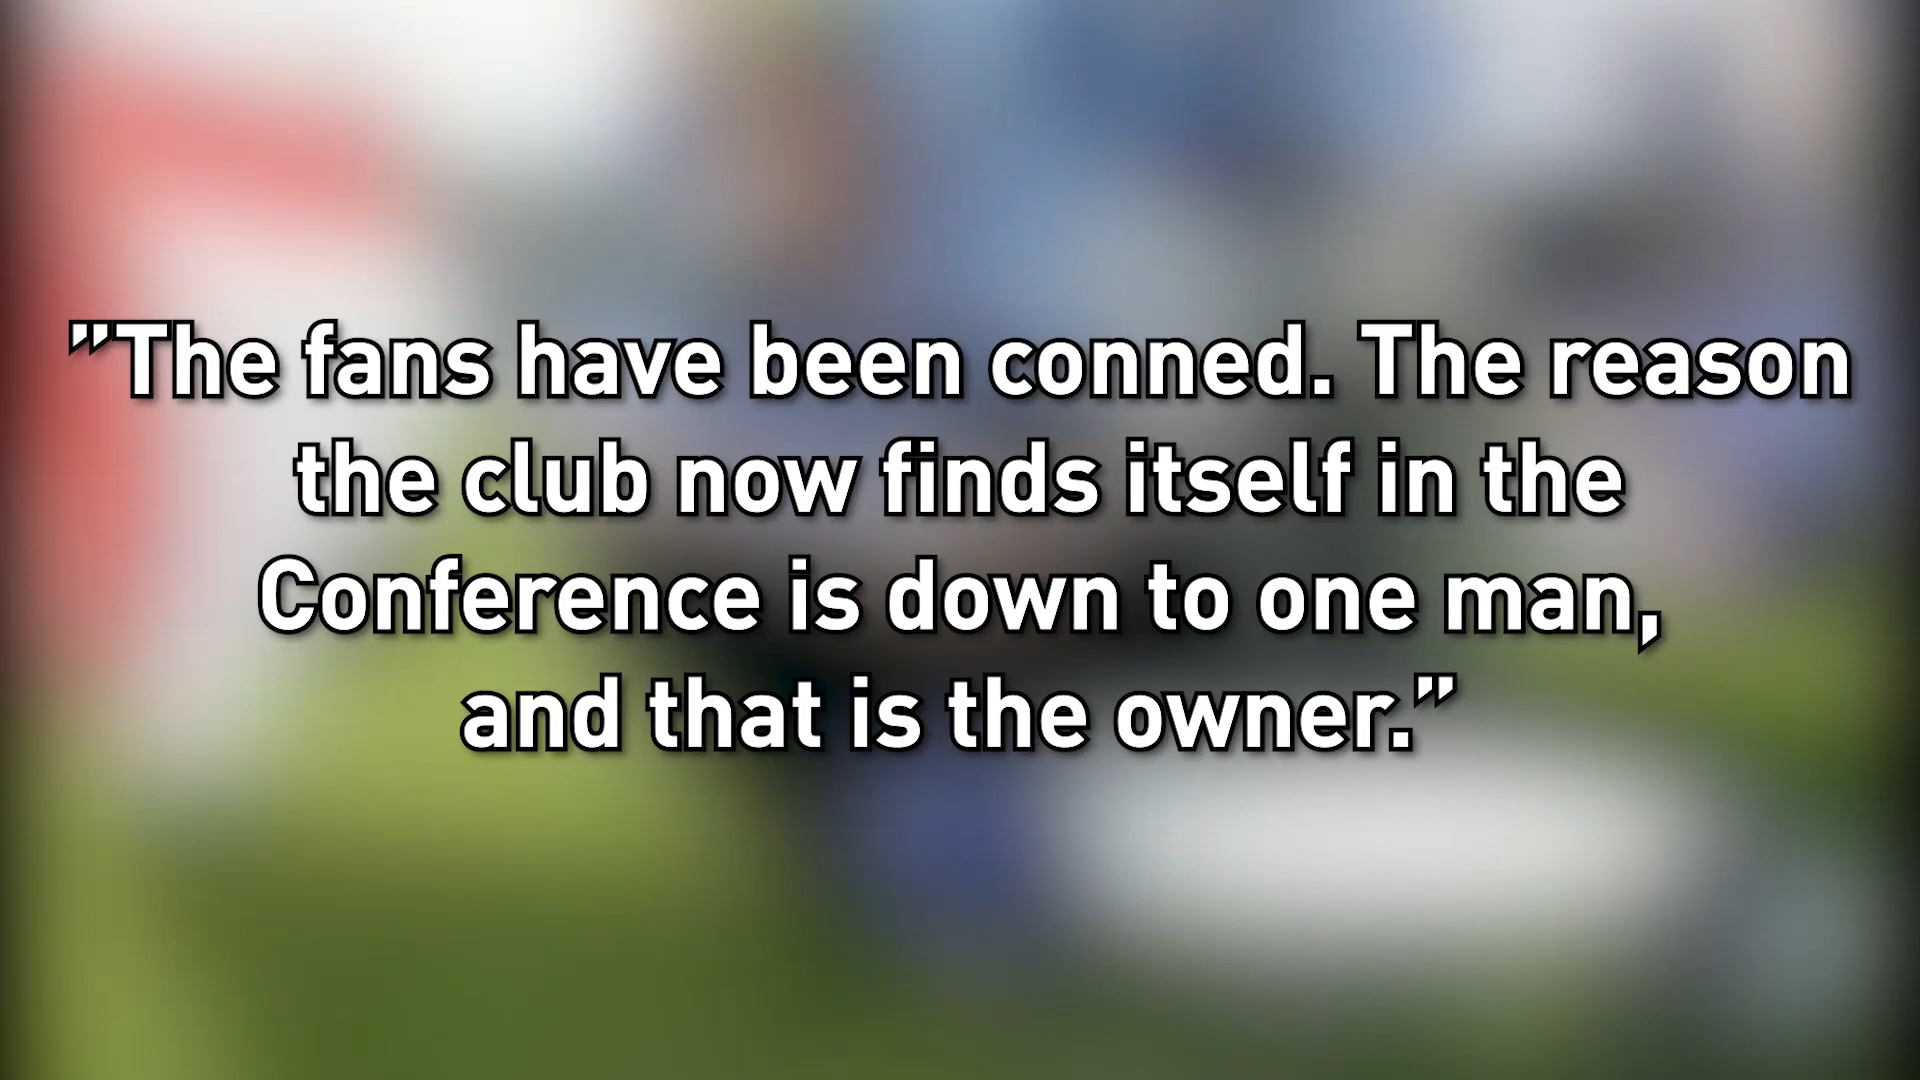 ”The fans have been conned. The reason
the club now finds itself in the
Conference is down to one man,
and that is the owner.”